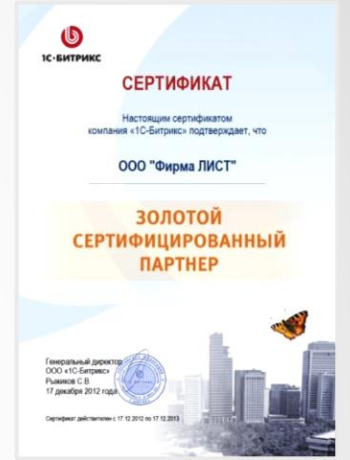 1С·БИТРИКС
СЕРТИФИКАТ
Настоящим сертификатом
компания «1С-Битрикс» подтверждает, что
ООО "Фирма ЛИСТ"
ЗОЛОТОЙ
СЕРТИФИЦИРОВАННЫЙ
ПАРТНЕР
Генеральный директор
ООО «1С-Битрикс»
Рыжиков С.В.
17 декабря 2012 года
Сертификат действителен с 17.12.2012 по 17.12.2013